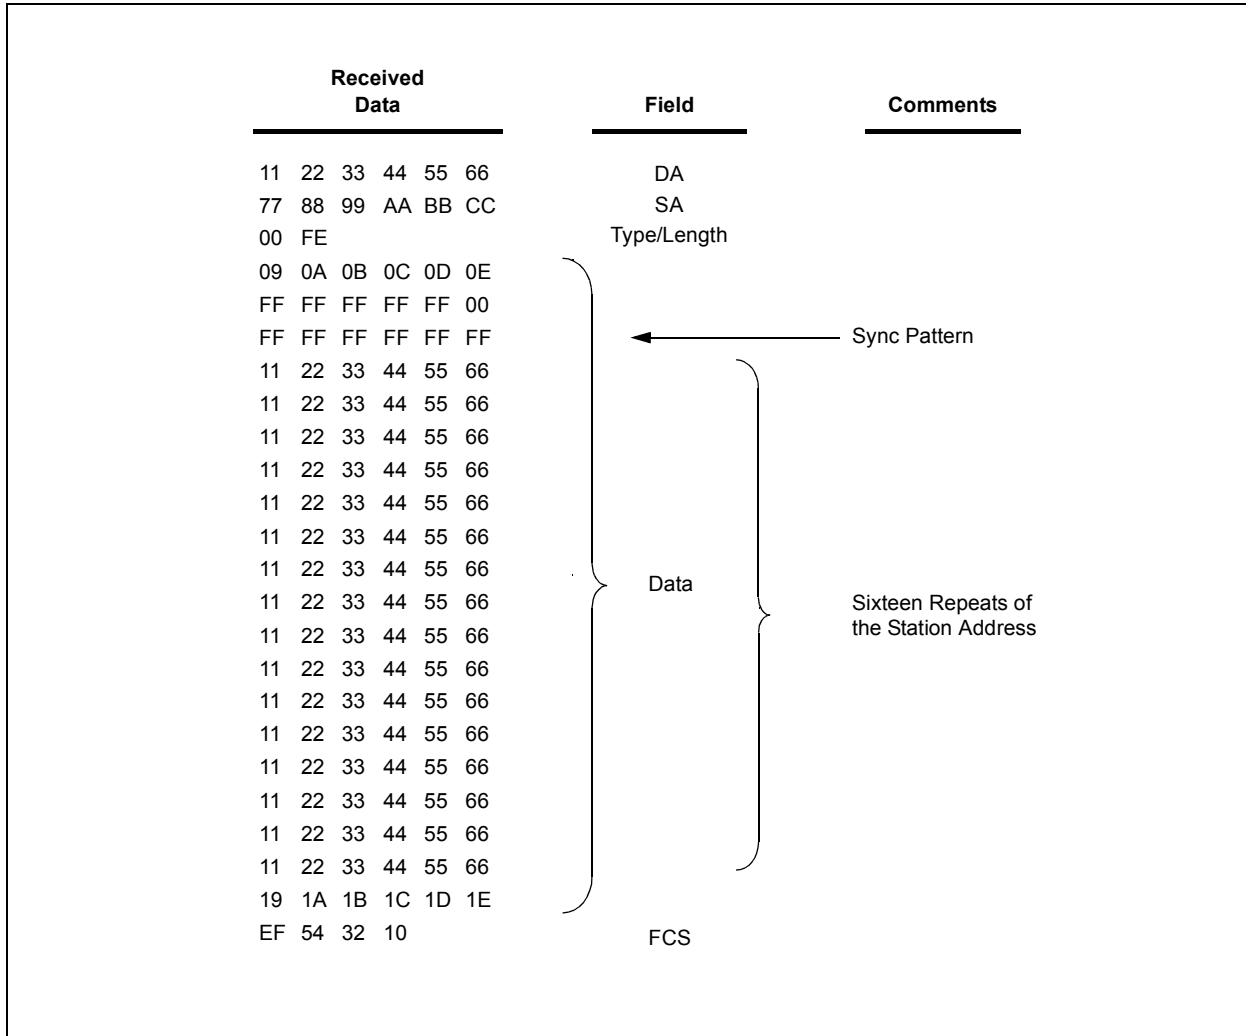 Received
Data Field Comments
11 22 33 44 55 66 DA
77 88 99 AA BB CC SA
00 FE Type/Length
09 0A 0B 0C 0D 0E
FF FF FF FF FF 00
FF FF FF FF FF FF Sync Pattern
11 22 33 44 55 66
11 22 33 44 55 66
11 22 33 44 55 66
11 22 33 44 55 66
11 22 33 44 55 66
11 22 33 44 55 66
11 22 33 44 55 66
Data
11 22 33 44 55 66
Sixteen Repeats of
the Station Address
11 22 33 44 55 66
11 22 33 44 55 66
11 22 33 44 55 66
11 22 33 44 55 66
11 22 33 44 55 66
11 22 33 44 55 66
11 22 33 44 55 66
11 22 33 44 55 66
19 1A 1B 1C 1D 1E
EF 54 32 10 FCS